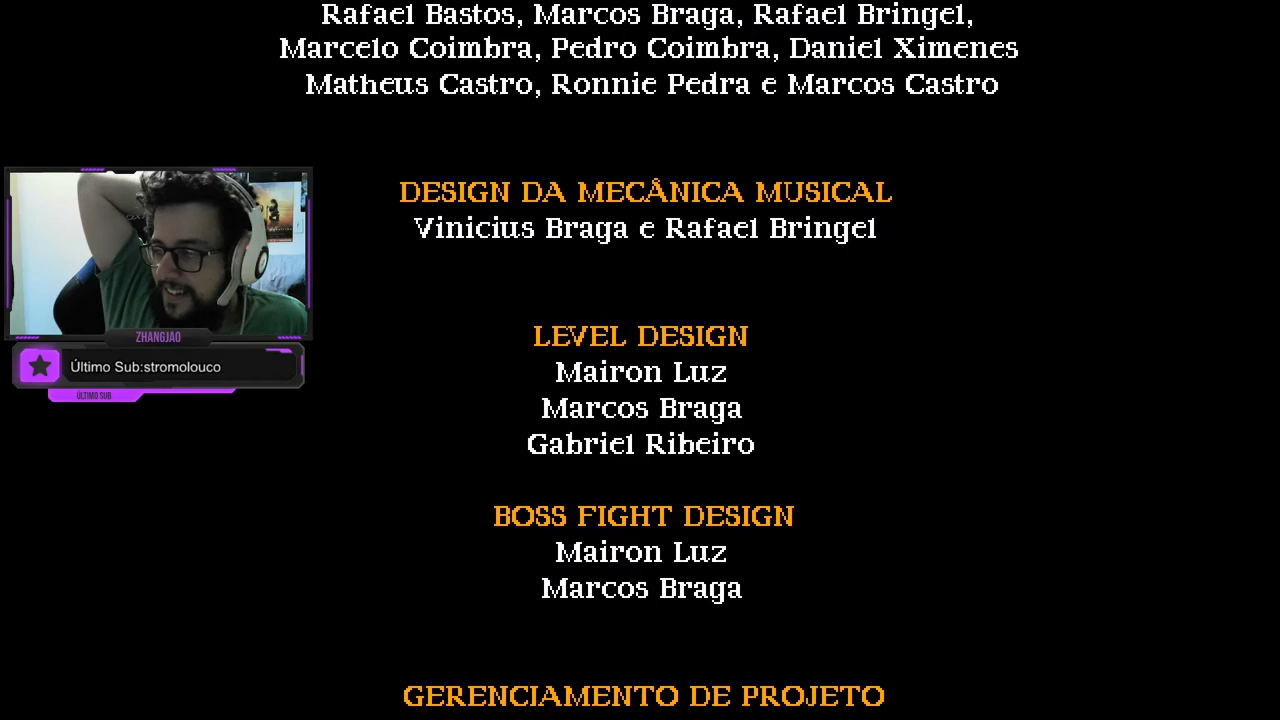 Rafael Bastos, Marcos Braga, Rafael Bringel,
Marcelo Coimbra, Pedro Coimbra, Daniel Ximenes
Matheus Castro, Ronnie Pedra e Marcos Castro
DESIGN DA MECÂNICA MUSICAL
Vinicius Braga e Rafael Bringel
ZHANGJAO
Último Sub:stromolouco
ÚLTIMO SUB
LEVEL DESIGN
Mairon Luz
Marcos Braga
Gabriel Ribeiro
BOSS FIGHT DESIGN
Mairon Luz
Marcos Braga
GERENCIAMENTO DE PROJETO